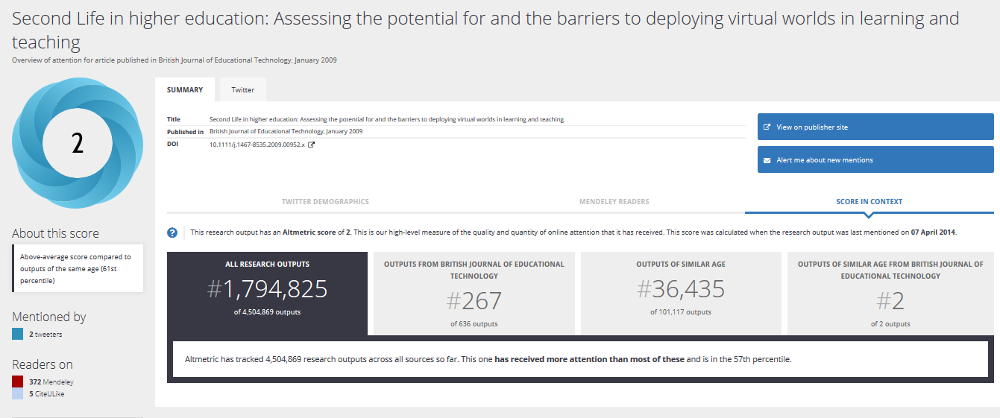 Second Life in higher education: Assessing the potential for and the barriers to deploying virtual worlds in learning and
teaching
Overview of attention for article published in British Journal of Educational Technology, January 2009
2
About this score
Above-average score compared to
outputs of the same age (61st
percentile)
Mentioned by
2 tweeters
Readers on
372 Mendeley
5 CiteULike
SUMMARY
Twitter
Title Second Life in higher education: Assessing the potential for and the barriers to deploying virtual worlds in learning and teaching
Published in British Journal of Educational Technology, January 2009
DOI 10.1111/j.1467-8535.2009.00952.x
View on publisher site
Alert me about new mentions
TWITTER DEMOGRAPHICS
MENDELEY READERS
SCORE IN CONTEXT
? This research output has an Altmetric score of 2. This is our high-level measure of the quality and quantity of online attention that it has received. This score was calculated when the research output was last mentioned on 07 April 2014.
ALL RESEARCH OUTPUTS
#1,794,825
of 4,504,869 outputs
OUTPUTS FROM BRITISH JOURNAL OF EDUCATIONAL
TECHNOLOGY
#267
of 636 outputs
OUTPUTS OF SIMILAR AGE
#36,435
of 101,117 outputs
OUTPUTS OF SIMILAR AGE FROM BRITISH JOURNAL OF
EDUCATIONAL TECHNOLOGY
#2
of 2 outputs
Altmetric has tracked 4,504,869 research outputs across all sources so far. This one has received more attention than most of these and is in the 57th percentile.